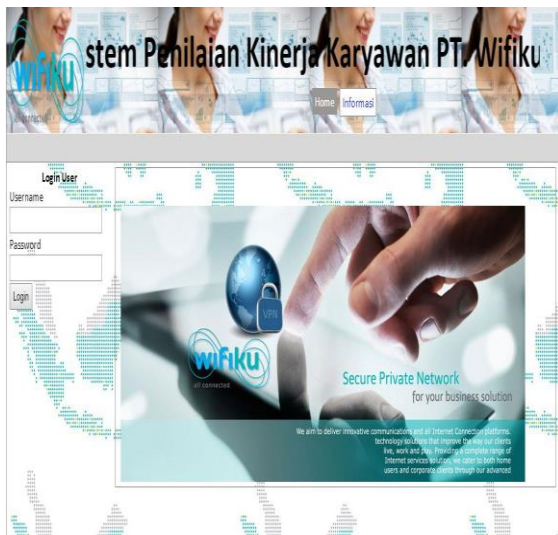 stem Penilaian Kinerja Karyawan PT. Wifiku
wifiku
all connected
Home Informasi
Login User
Username
Password
Login
VPN
wifiku
all connected
Secure Private Network
for your business solution
We aim to deliver innovative communications and all Internet Connection platforms.
technology solutions that improve the way our clients
live, work and play. Providing a complete range of
Internet services solution, we cater to both home
users and corporate clients through our advanced